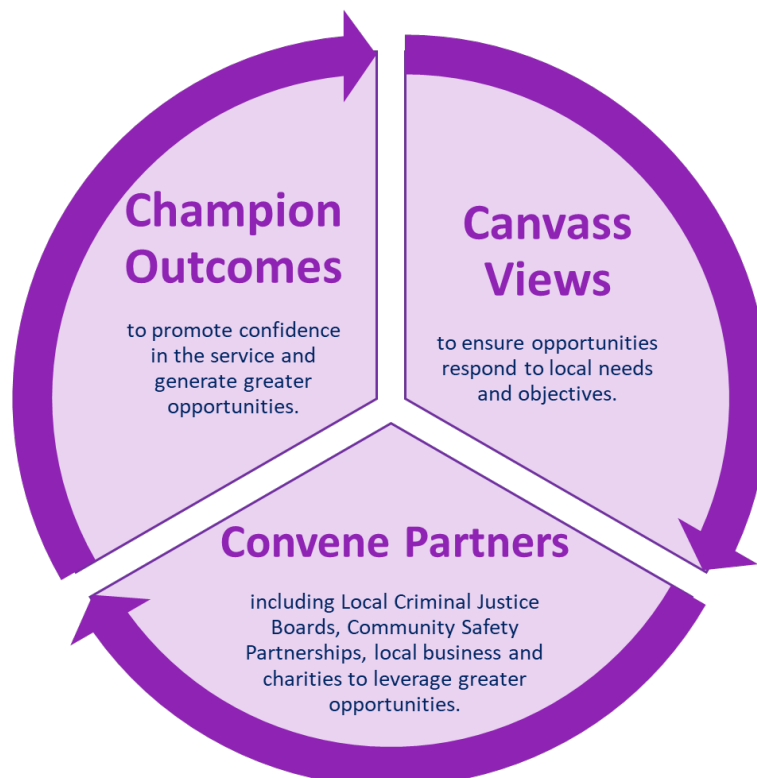 Champion
Outcomes
to promote confidence
in the service and
generate greater
opportunities.
Canvass
Views
to ensure opportunities
respond to local needs
and objectives.
Convene Partners
including Local Criminal Justice
Boards, Community Safety
Partnerships, local business and
charities to leverage greater
opportunities.